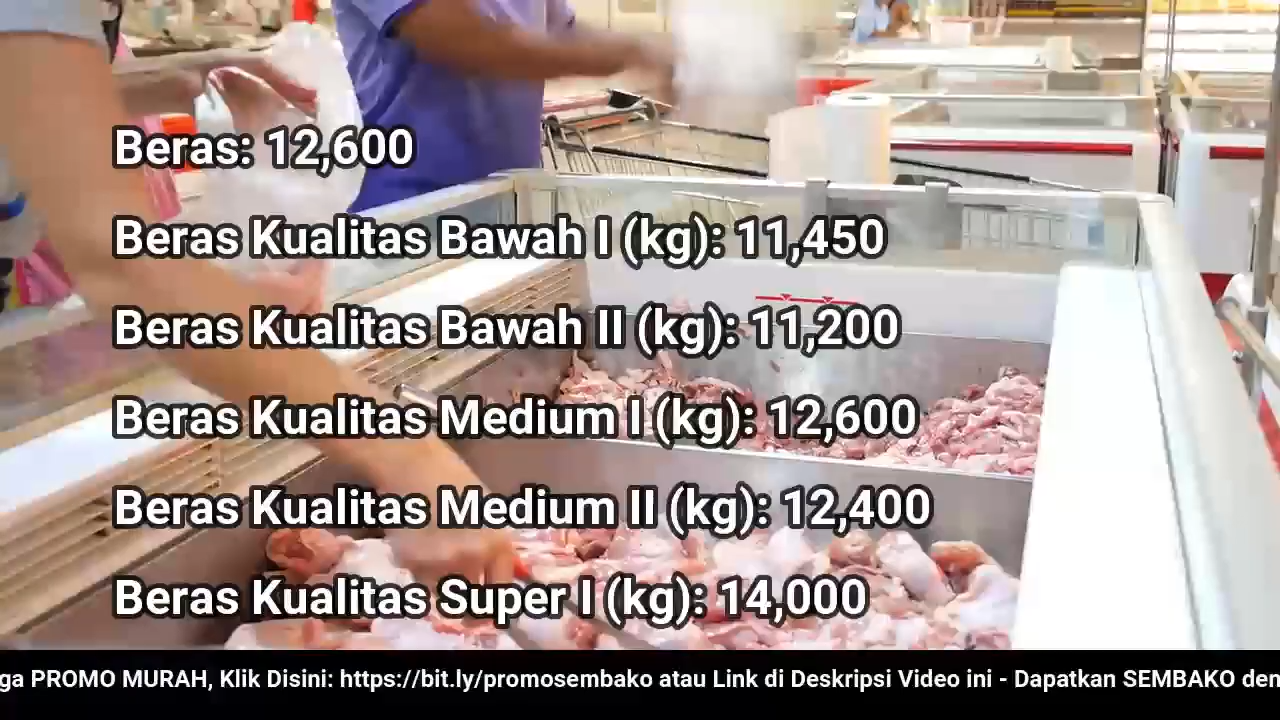 Beras: 12,600
Beras Kualitas Bawah I (kg): 11,450
Beras Kualitas Bawah II (kg): 11,200
Beras Kualitas Medium I (kg): 12,600
Beras Kualitas Medium II (kg): 12,400
Beras Kualitas Super I (kg): 14,000
ga PROMO MURAH, Klik Disini: https://bit.ly/promosembako atau Link di Deskripsi Video ini - Dapatkan SEMBAKO den